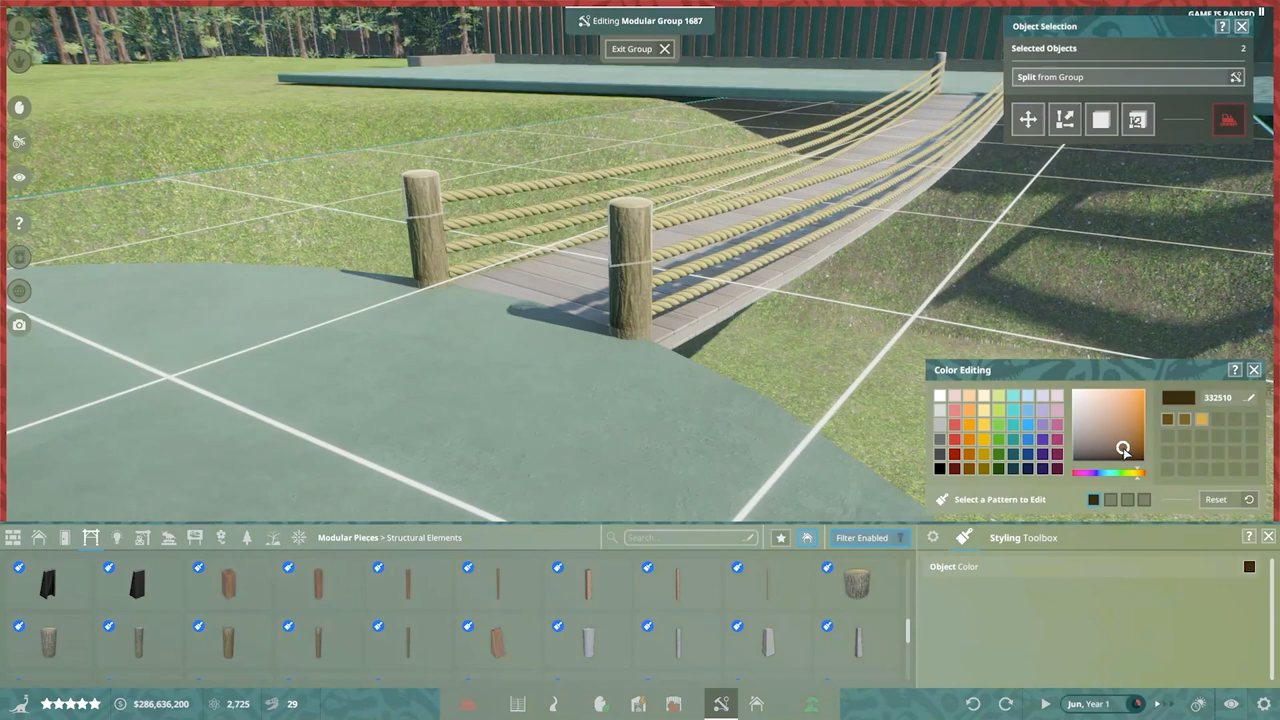 GAME IS PAUSED
Editing Modular Group 1687
Exit Group
Object Selection
Selected Objects 2
Split from Group
Color Editing
332510
Select a Pattern to Edit
Reset
Modular Pieces > Structural Elements
Search...
Filter Enabled
Styling Toolbox
Object Color
$286,636,200
2,725
29
Jun, Year 1